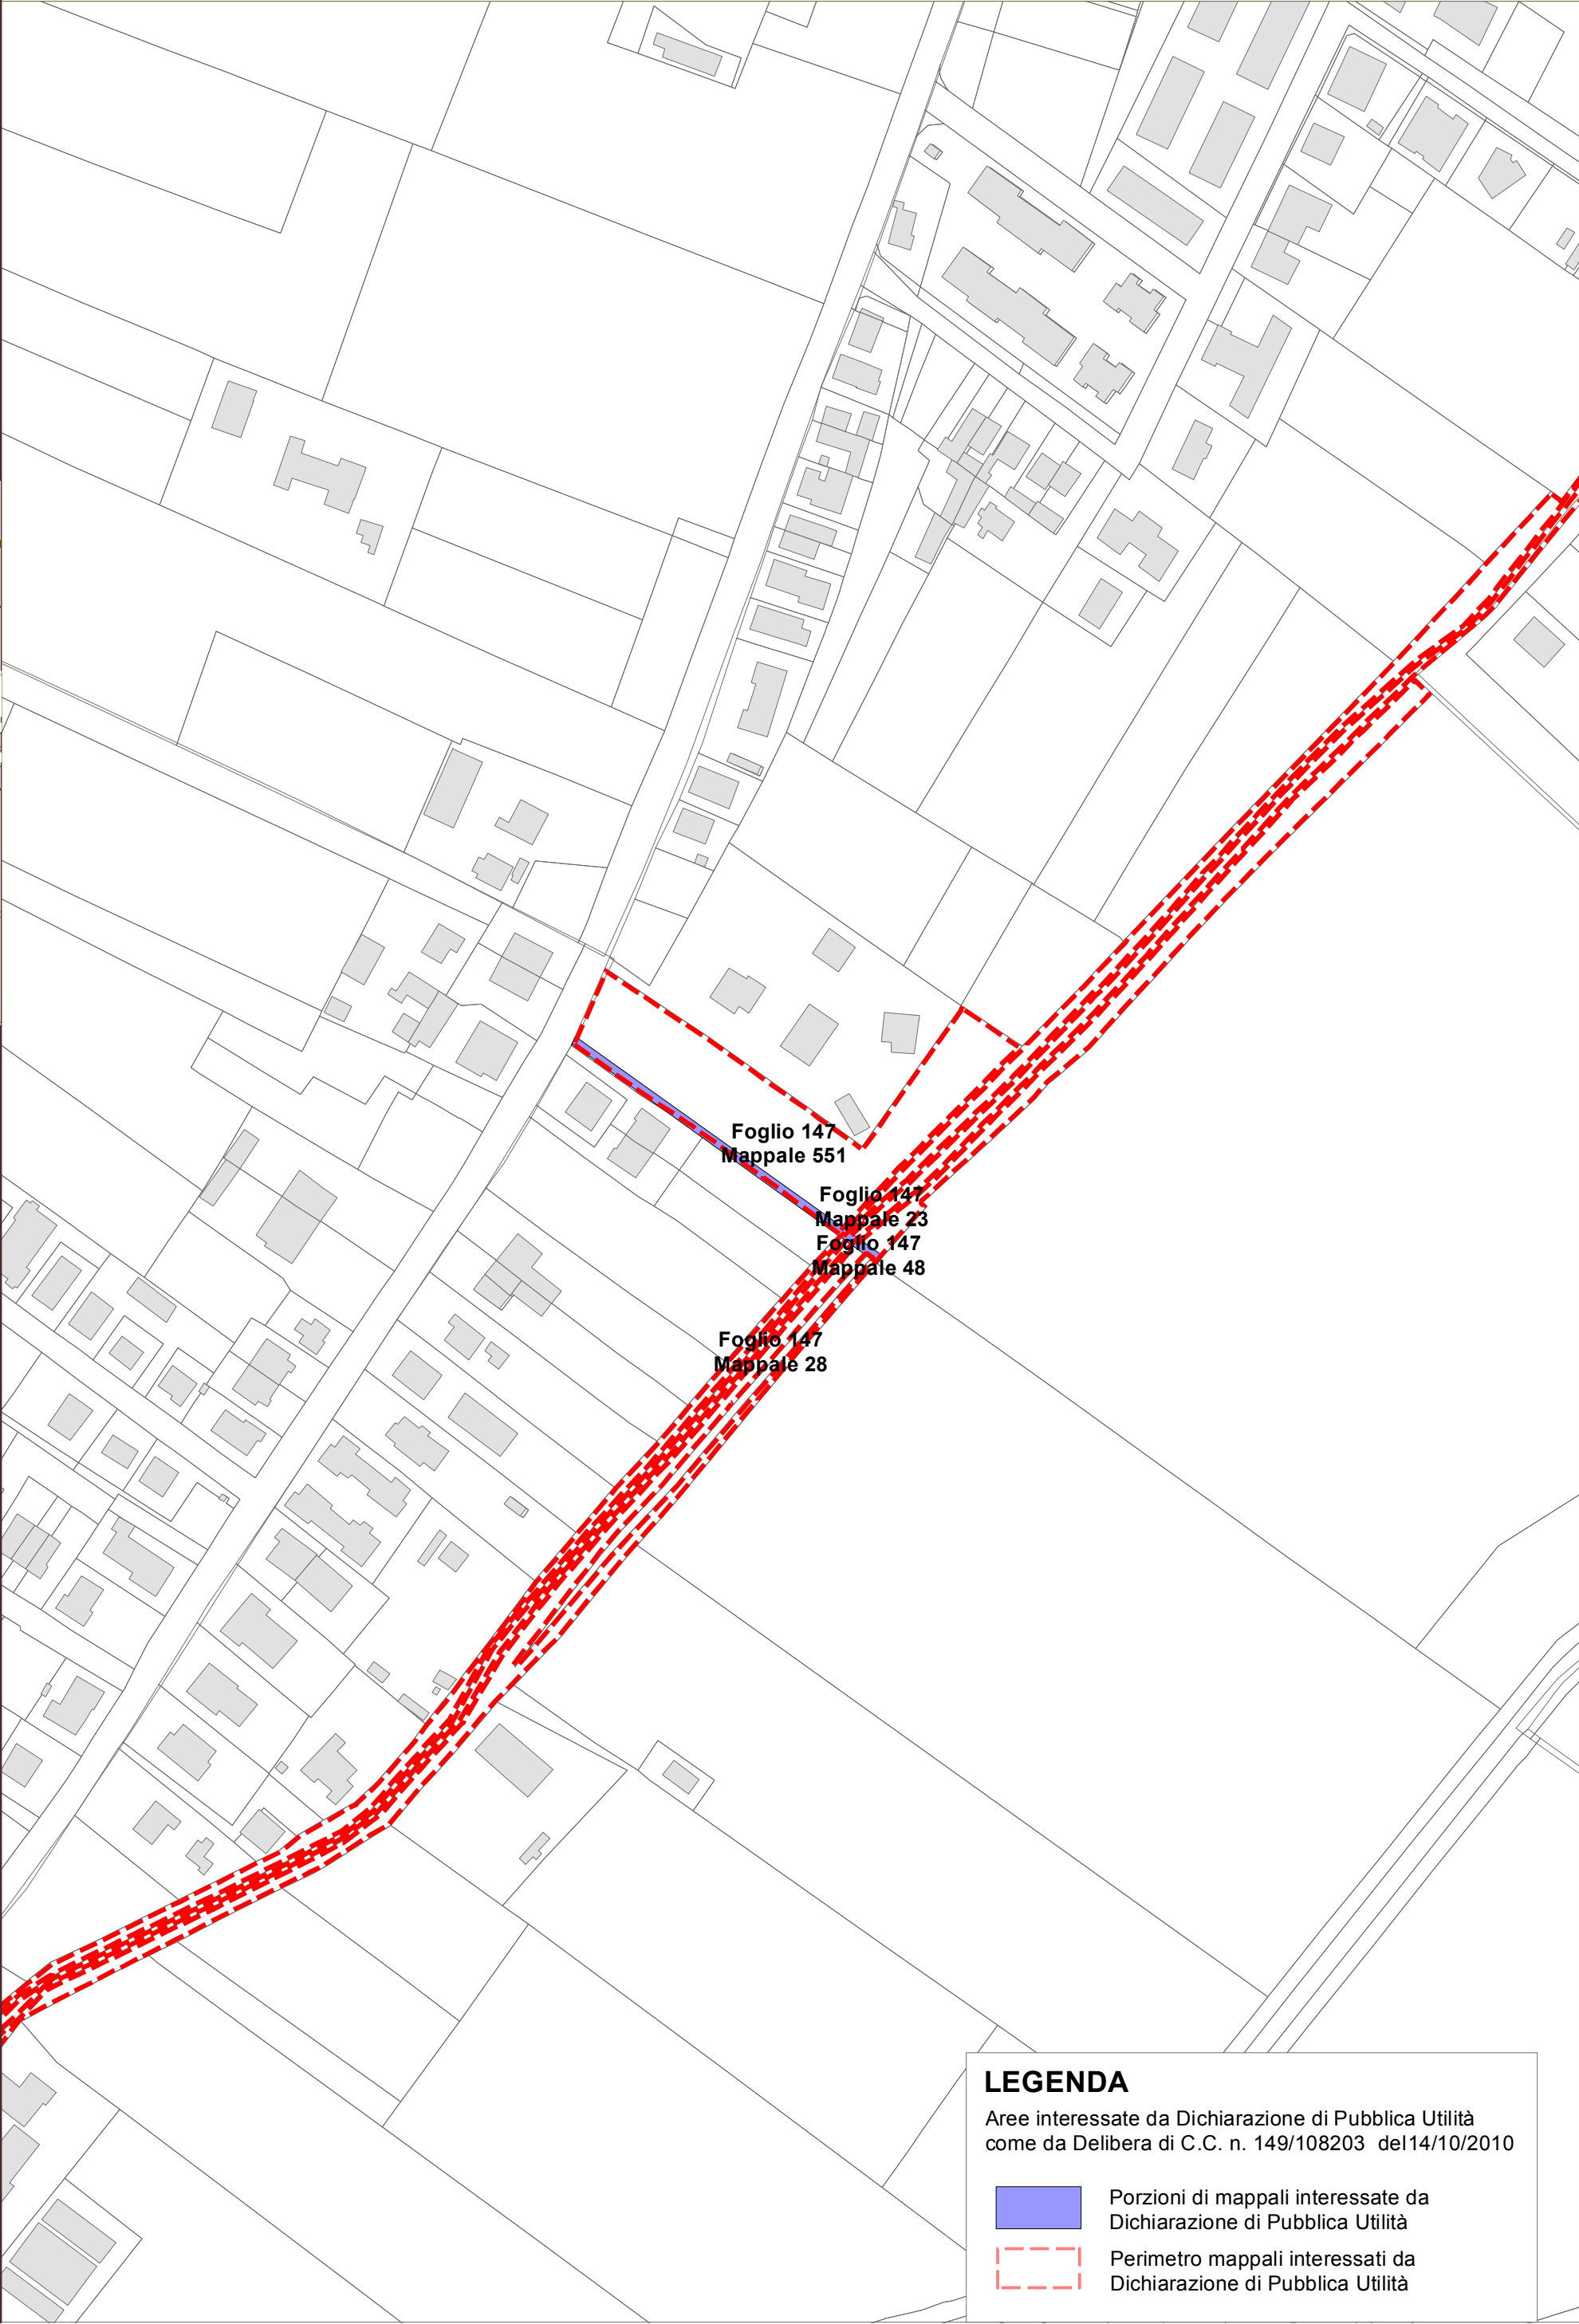 Foglio 147
Mappale 551
Foglio 147
Mappale 23
Foglio 147
Mappale 48
Foglio 147
Mappale 28
LEGENDA
Aree interessate da Dichiarazione di Pubblica Utilità
come da Delibera di C.C. n. 149/108203 del14/10/2010
Porzioni di mappali interessate da
Dichiarazione di Pubblica Utilità
Perimetro mappali interessati da
Dichiarazione di Pubblica Utilità